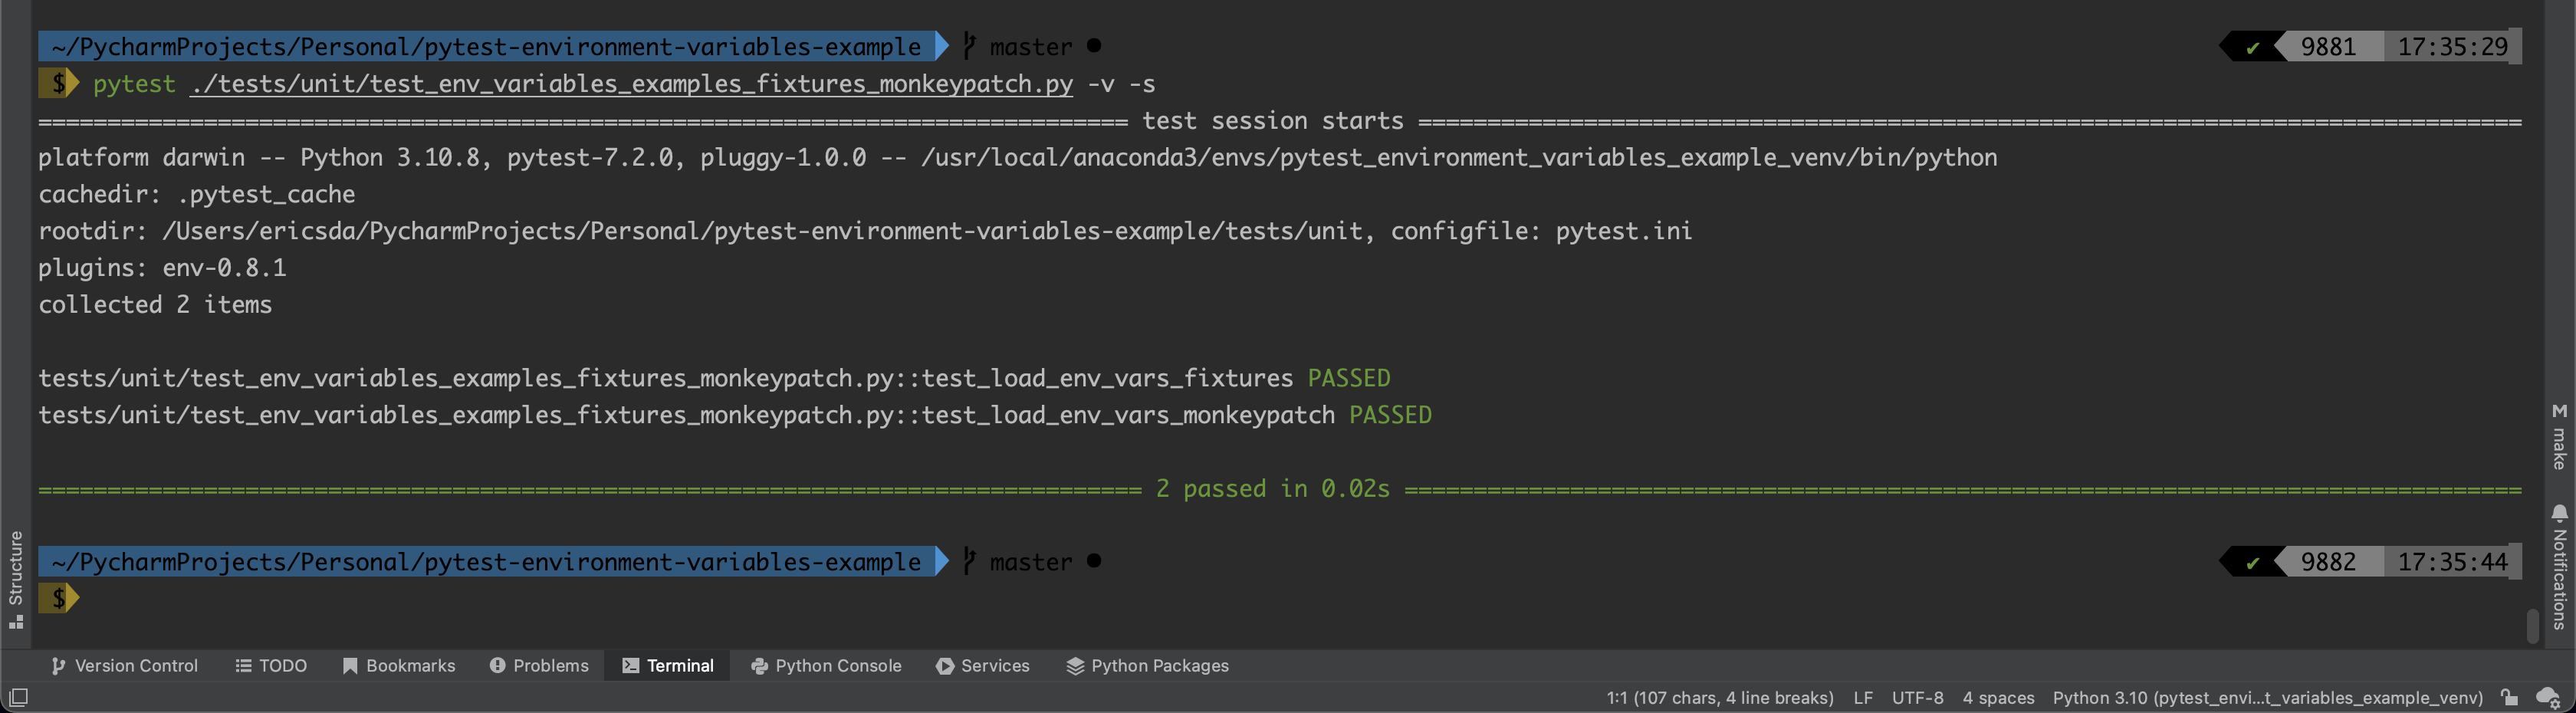 ~/PycharmProjects/Personal/pytest-environment-variables-example master ● ✔ 9881 17:35:29
$ pytest ./tests/unit/test_env_variables_examples_fixtures_monkeypatch.py -v -s
================================================================================ test session starts ================================================================================
platform darwin -- Python 3.10.8, pytest-7.2.0, pluggy-1.0.0 -- /usr/local/anaconda3/envs/pytest_environment_variables_example_venv/bin/python
cachedir: .pytest_cache
rootdir: /Users/ericsda/PycharmProjects/Personal/pytest-environment-variables-example/tests/unit, configfile: pytest.ini
plugins: env-0.8.1
collected 2 items
tests/unit/test_env_variables_examples_fixtures_monkeypatch.py::test_load_env_vars_fixtures PASSED
tests/unit/test_env_variables_examples_fixtures_monkeypatch.py::test_load_env_vars_monkeypatch PASSED
================================================================================ 2 passed in 0.02s =================================================================================
~/PycharmProjects/Personal/pytest-environment-variables-example master ● ✔ 9882 17:35:44
$
Structure
M make
Notifications
Version Control TODO Bookmarks Problems Terminal Python Console Services Python Packages
1:1 (107 chars, 4 line breaks) LF UTF-8 4 spaces Python 3.10 (pytest_envi...t_variables_example_venv)